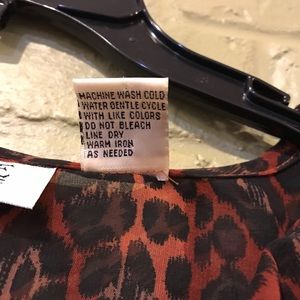 MACHINE WASH COLD
WATER GENTLE CYCLE
WITH LIKE COLORS
DO NOT BLEACH
LINE DRY
WARM IRON
AS NEEDED